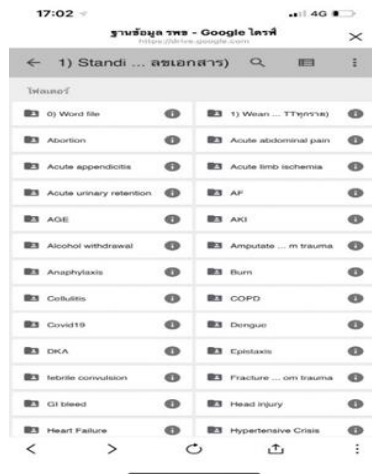 17:02
4G
ฐานข้อมูล รพช - Google ไดรฟ์
https://drive.google.com
1) Standi ... ลขเอกสาร)
โฟลเดอร์
0) Word file
1) Wean ... TTทุกราย)
Abortion
Acute abdominal pain
Acute appendicitis
Acute limb ischemia
Acute urinary retention
AF
AGE
AKI
Alcohol withdrawal
Amputate ... m trauma
Anaphylaxis
Burn
Cellulitis
COPD
Covid19
Dengue
DKA
Epistaxis
febrile convulsion
Fracture ... om trauma
GI bleed
Head injury
Heart Failure
Hypertensive Crisis